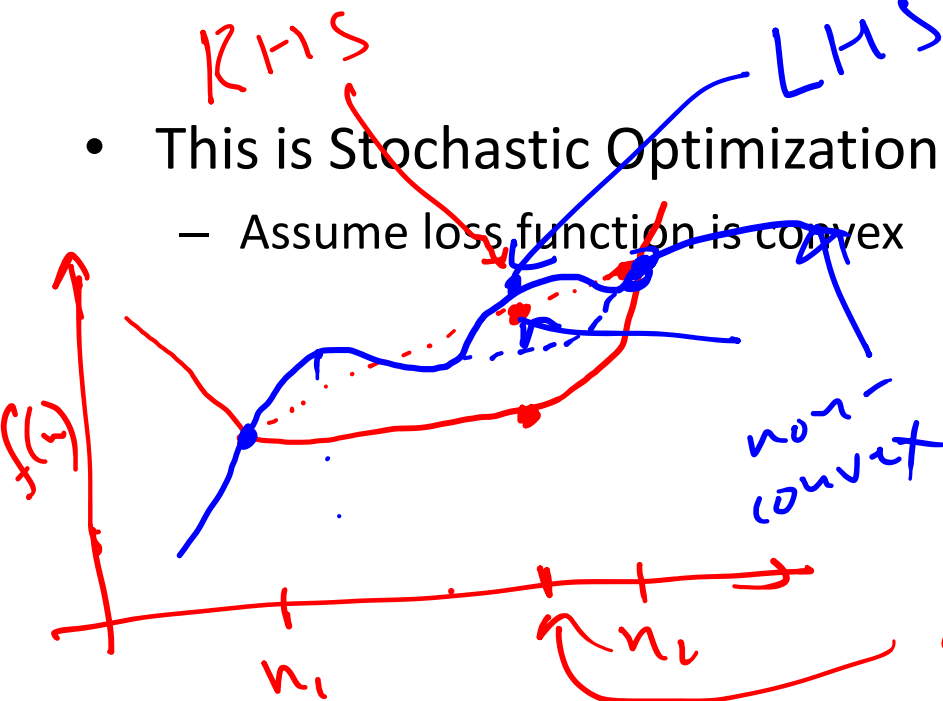 RHS LHS
• This is Stochastic Optimization
– Assume loss function is convex
f(x)
non-
convex
x₁ x₂